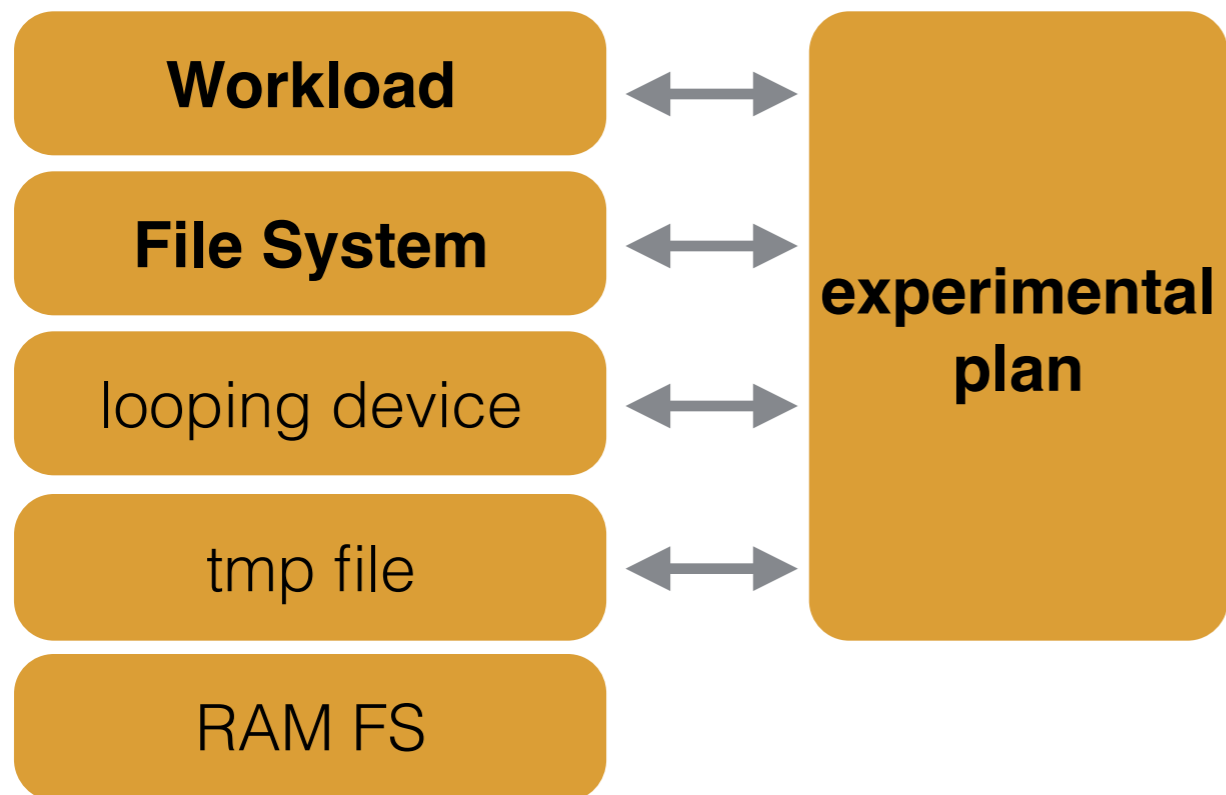 Workload
File System
looping device
tmp file
RAM FS
experimental
plan